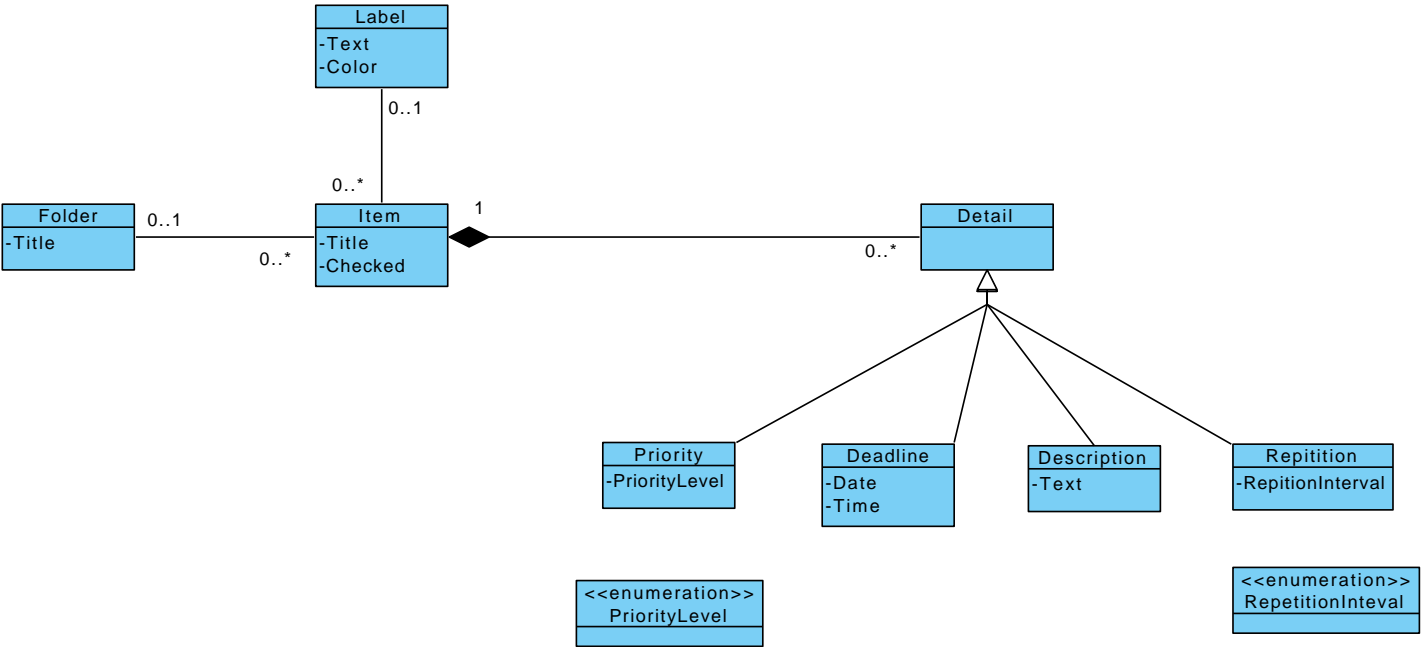 Label
-Text
-Color
0..1
0..*
Folder
-Title
0..1
0..*
Item
-Title
-Checked
1
0..*
Detail
Priority
-PriorityLevel
Deadline
-Date
-Time
Description
-Text
Repitition
-RepitionInterval
<<enumeration>>
PriorityLevel
<<enumeration>>
RepetitionInteval